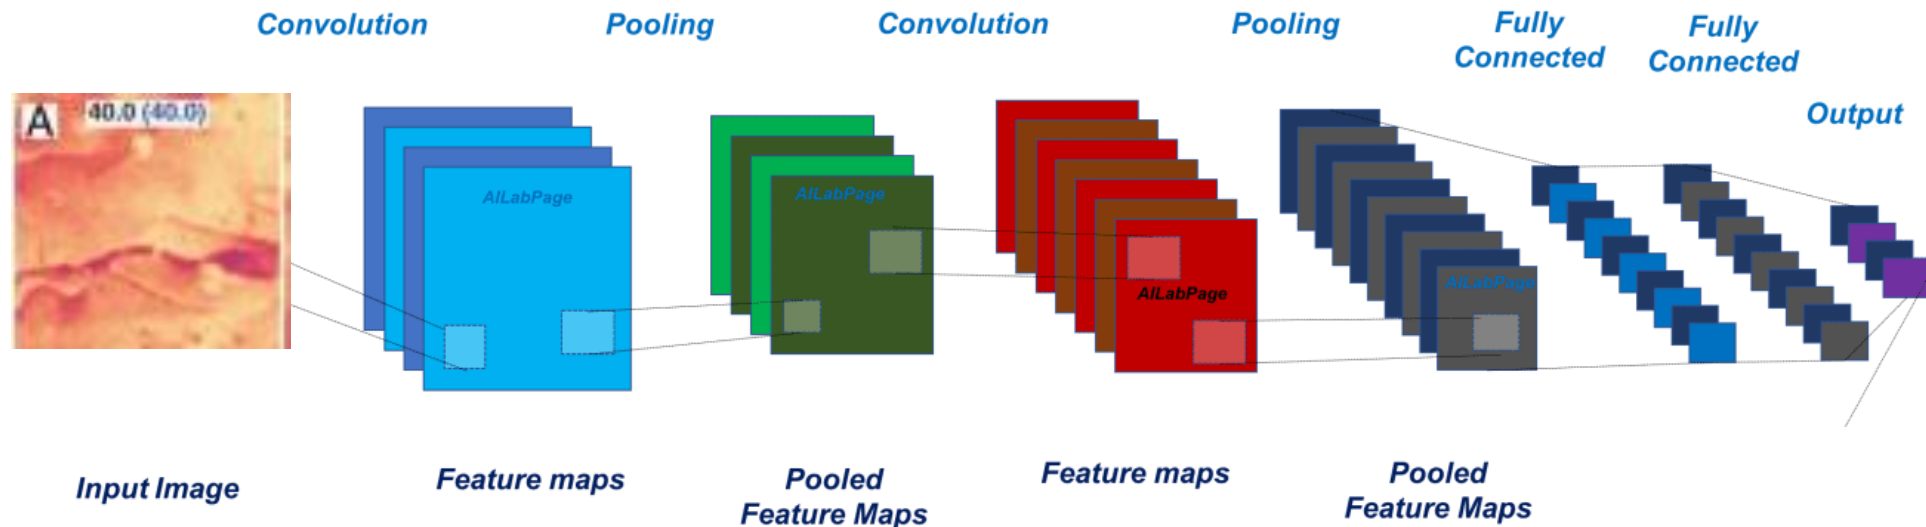 Convolution
Pooling
Convolution
Pooling
Fully
Connected
Fully
Connected
Output
A
40.0 (40.0)
AILabPage
AILabPage
AILabPage
AILabPage
Input Image
Feature maps
Pooled
Feature Maps
Feature maps
Pooled
Feature Maps